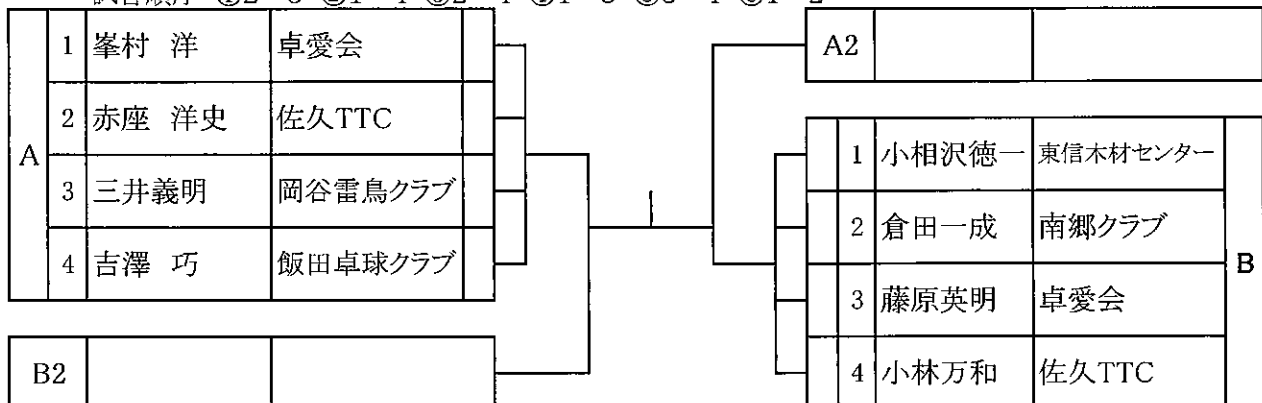 A
1 峯村 洋 卓愛会
2 赤座 洋史 佐久TTC
3 三井義明 岡谷雷鳥クラブ
4 吉澤 巧 飯田卓球クラブ
B2
A2
B
1 小相沢徳一 東信木材センター
2 倉田一成 南郷クラブ
3 藤原英明 卓愛会
4 小林万和 佐久TTC